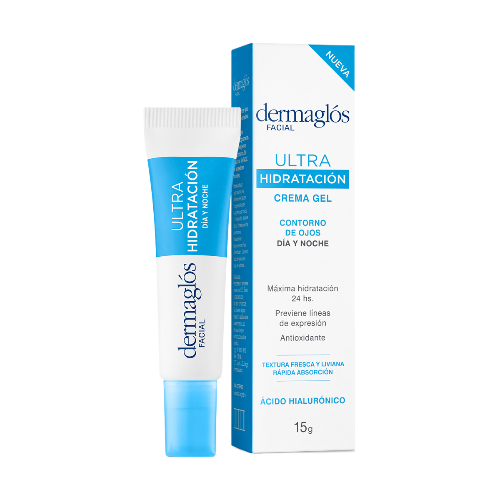 ULTRA
HIDRATACIÓN
DÍA Y NOCHE
dermaglós
FACIAL
NUEVA
dermaglós
FACIAL
ULTRA
HIDRATACIÓN
CREMA GEL
CONTORNO
DE OJOS
DÍA Y NOCHE
Máxima hidratación
24 hs.
Previene líneas
de expresión
Antioxidante
TEXTURA FRESCA Y LIVIANA
RÁPIDA ABSORCIÓN
ÁCIDO HIALURÓNICO
15g